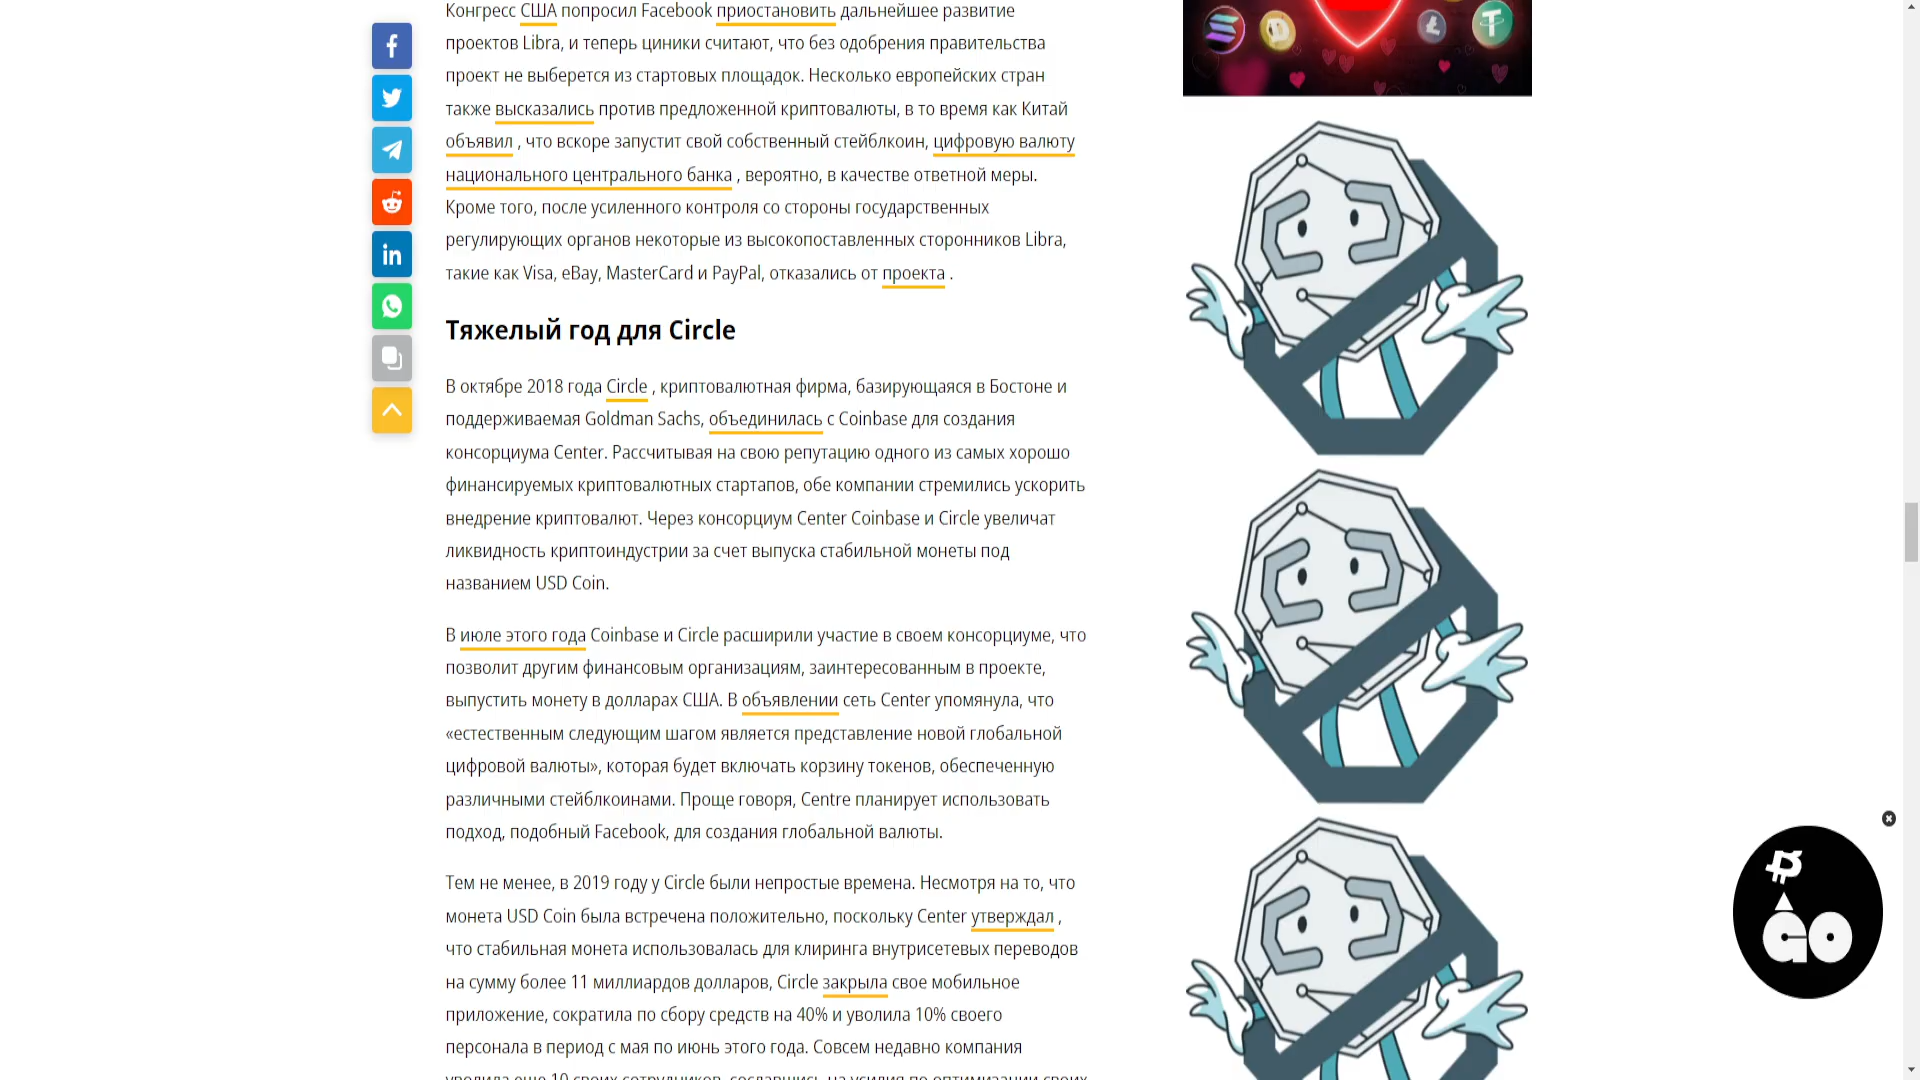 Конгресс США попросил Facebook приостановить дальнейшее развитие
проектов Libra, и теперь циники считают, что без одобрения правительства
проект не выберется из стартовых площадок. Несколько европейских стран
также высказались против предложенной криптовалюты, в то время как Китай
объявил , что вскоре запустит свой собственный стейблкоин, цифровую валюту
национального центрального банка , вероятно, в качестве ответной меры.
Кроме того, после усиленного контроля со стороны государственных
регулирующих органов некоторые из высокопоставленных сторонников Libra,
такие как Visa, eBay, MasterCard и PayPal, отказались от проекта .
Тяжелый год для Circle
В октябре 2018 года Circle , криптовалютная фирма, базирующаяся в Бостоне и
поддерживаемая Goldman Sachs, объединилась с Coinbase для создания
консорциума Center. Рассчитывая на свою репутацию одного из самых хорошо
финансируемых криптовалютных стартапов, обе компании стремились ускорить
внедрение криптовалют. Через консорциум Center Coinbase и Circle увеличат
ликвидность криптоиндустрии за счет выпуска стабильной монеты под
названием USD Coin.
В июле этого года Coinbase и Circle расширили участие в своем консорциуме, что
позволит другим финансовым организациям, заинтересованным в проекте,
выпустить монету в долларах США. В объявлении сеть Center упомянула, что
«естественным следующим шагом является представление новой глобальной
цифровой валюты», которая будет включать корзину токенов, обеспеченную
различными стейблкоинами. Проще говоря, Centre планирует использовать
подход, подобный Facebook, для создания глобальной валюты.
Тем не менее, в 2019 году у Circle были непростые времена. Несмотря на то, что
монета USD Coin была встречена положительно, поскольку Center утверждал ,
что стабильная монета использовалась для клиринга внутрисетевых переводов
на сумму более 11 миллиардов долларов, Circle закрыла свое мобильное
приложение, сократила по сбору средств на 40% и уволила 10% своего
персонала в период с мая по июнь этого года. Совсем недавно компания
уволила еще 10 своих сотрудников, сославшись на усилия по оптимизации своих
GO